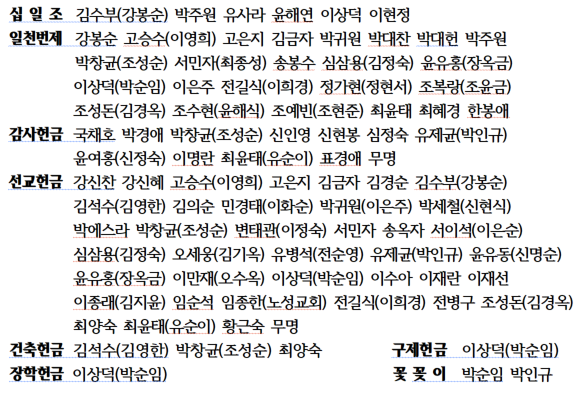 십 일 조 김수부(강봉순) 박주원 유사라 윤해연 이상덕 이현정
일천번제 강봉순 고승수(이영희) 고은지 김금자 박귀원 박대찬 박대헌 박주원
박창균(조성순) 서민자(최종성) 송봉수 심삼용(김정숙) 윤유홍(장옥금)
이상덕(박순임) 이은주 전길식(이희경) 정가현(정현서) 조복랑(조윤금)
조성돈(김경옥) 조수현(윤해식) 조예빈(조현준) 최윤태 최혜경 한봉애
감사헌금 국채호 박경애 박창균(조성순) 신인영 신현봉 심정숙 유제균(박인규)
윤여홍(신정숙) 이명란 최윤태(유순이) 표경애 무명
선교헌금 강신찬 강신혜 고승수(이영희) 고은지 김금자 김경순 김수부(강봉순)
김석수(김영한) 김의순 민경태(이화순) 박귀원(이은주) 박제철(신현식)
박에스라 박창균(조성순) 변태관(이정숙) 서민자 송옥자 서이석(이은순)
심삼용(김정숙) 오세웅(김기옥) 유병석(전순영) 유제균(박인규) 윤유동(신명순)
윤유홍(장옥금) 이만재(오수옥) 이상덕(박순임) 이수아 이재란 이재선
이종래(김지윤) 임순석 임종한(노성교회) 전길식(이희경) 전병구 조성돈(김경옥)
최양숙 최윤태(유순이) 황근숙 무명
건축헌금 김석수(김영한) 박창균(조성순) 최양숙 구제헌금 이상덕(박순임)
장학헌금 이상덕(박순임) 꽃 꽂 이 박순임 박인규